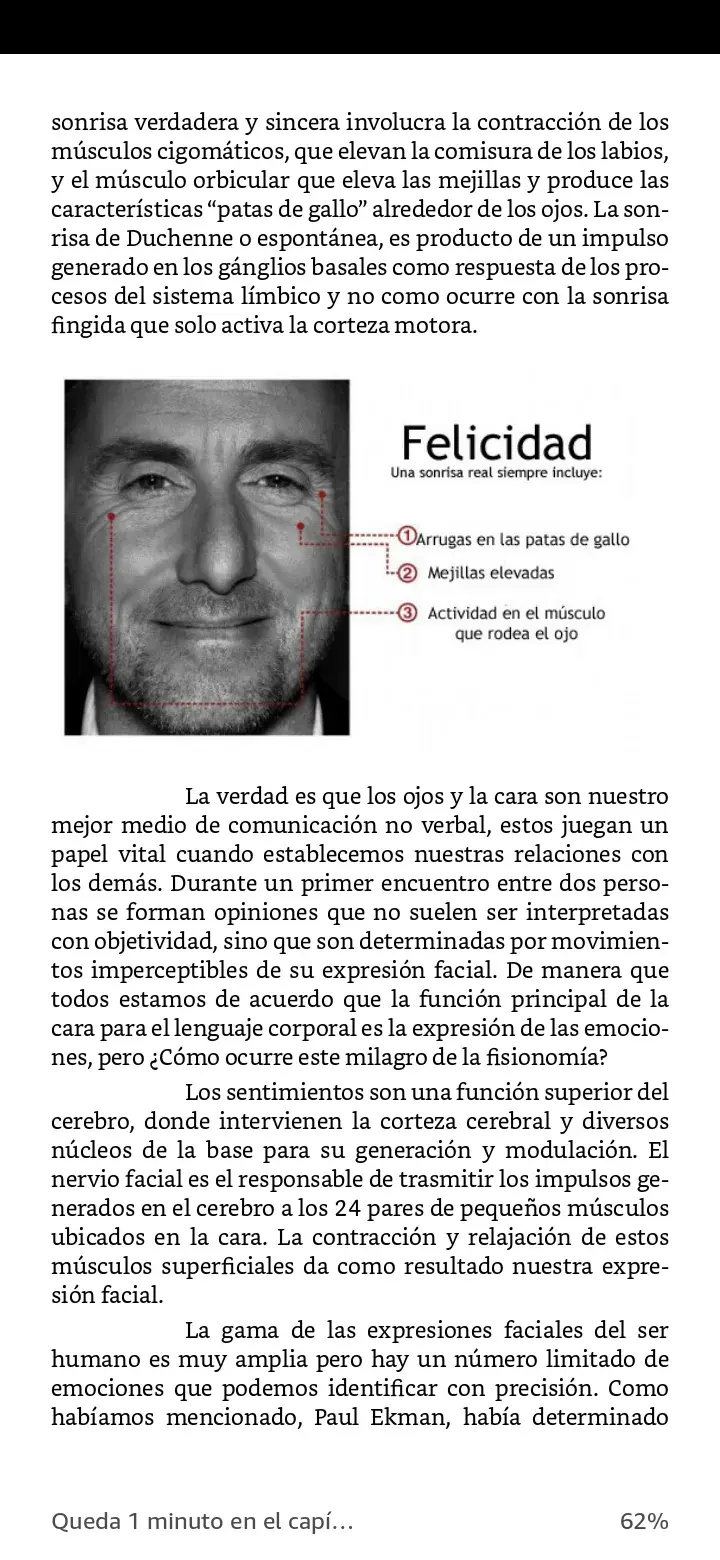 sonrisa verdadera y sincera involucra la contracción de los
músculos cigomáticos, que elevan la comisura de los labios,
y el músculo orbicular que eleva las mejillas y produce las
características “patas de gallo” alrededor de los ojos. La son-
risa de Duchenne o espontánea, es producto de un impulso
generado en los gánglios basales como respuesta de los pro-
cesos del sistema límbico y no como ocurre con la sonrisa
fingida que solo activa la corteza motora.
Felicidad
Una sonrisa real siempre incluye:
1 Arrugas en las patas de gallo
2 Mejillas elevadas
3 Actividad en el músculo
que rodea el ojo
La verdad es que los ojos y la cara son nuestro
mejor medio de comunicación no verbal, estos juegan un
papel vital cuando establecemos nuestras relaciones con
los demás. Durante un primer encuentro entre dos perso-
nas se forman opiniones que no suelen ser interpretadas
con objetividad, sino que son determinadas por movimien-
tos imperceptibles de su expresión facial. De manera que
todos estamos de acuerdo que la función principal de la
cara para el lenguaje corporal es la expresión de las emocio-
nes, pero ¿Cómo ocurre este milagro de la fisionomía?
Los sentimientos son una función superior del
cerebro, donde intervienen la corteza cerebral y diversos
núcleos de la base para su generación y modulación. El
nervio facial es el responsable de trasmitir los impulsos ge-
nerados en el cerebro a los 24 pares de pequeños músculos
ubicados en la cara. La contracción y relajación de estos
músculos superficiales da como resultado nuestra expre-
sión facial.
La gama de las expresiones faciales del ser
humano es muy amplia pero hay un número limitado de
emociones que podemos identificar con precisión. Como
habíamos mencionado, Paul Ekman, había determinado
Queda 1 minuto en el capí… 62%